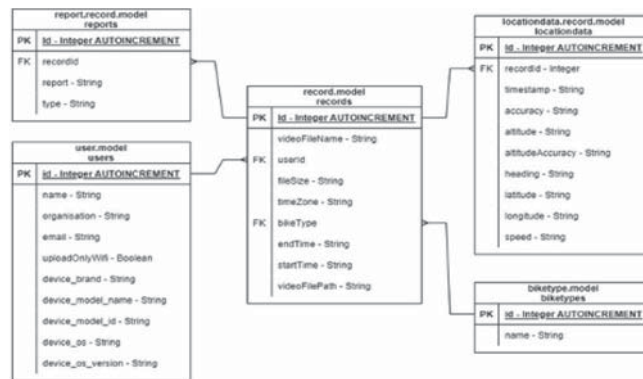 report.record.model
reports
PK Id - Integer AUTOINCREMENT
FK recordId
report - String
type - String
user.model
users
PK id - Integer AUTOINCREMENT
name - String
organisation - String
email - String
uploadOnlyWifi - Boolean
device_brand - String
device_model_name - String
device_model_id - String
device_os - String
device_os_version - String
record.model
records
PK Id - Integer AUTOINCREMENT
videoFileName - String
FK userId
fileSize - String
timeZone - String
FK bikeType
endTime - String
startTime - String
videoFilePath - String
locationdata.record.model
locationdata
PK Id - Integer AUTOINCREMENT
FK recordId - Integer
timestamp - String
accuracy - String
altitude - String
altitudeAccuracy - String
heading - String
latitude - String
longitude - String
speed - String
biketype.model
biketypes
PK Id - Integer AUTOINCREMENT
name - String